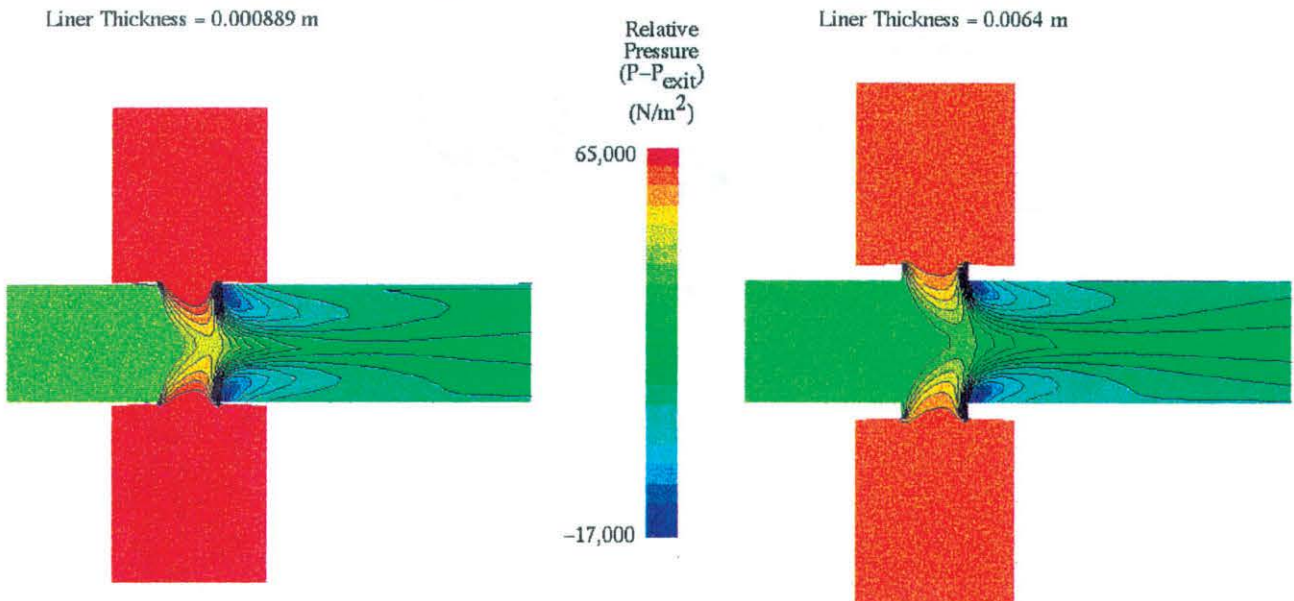 Liner Thickness = 0.000889 m
Liner Thickness = 0.0064 m
Relative
Pressure
(P–Pexit)
(N/m²)
65,000
–17,000